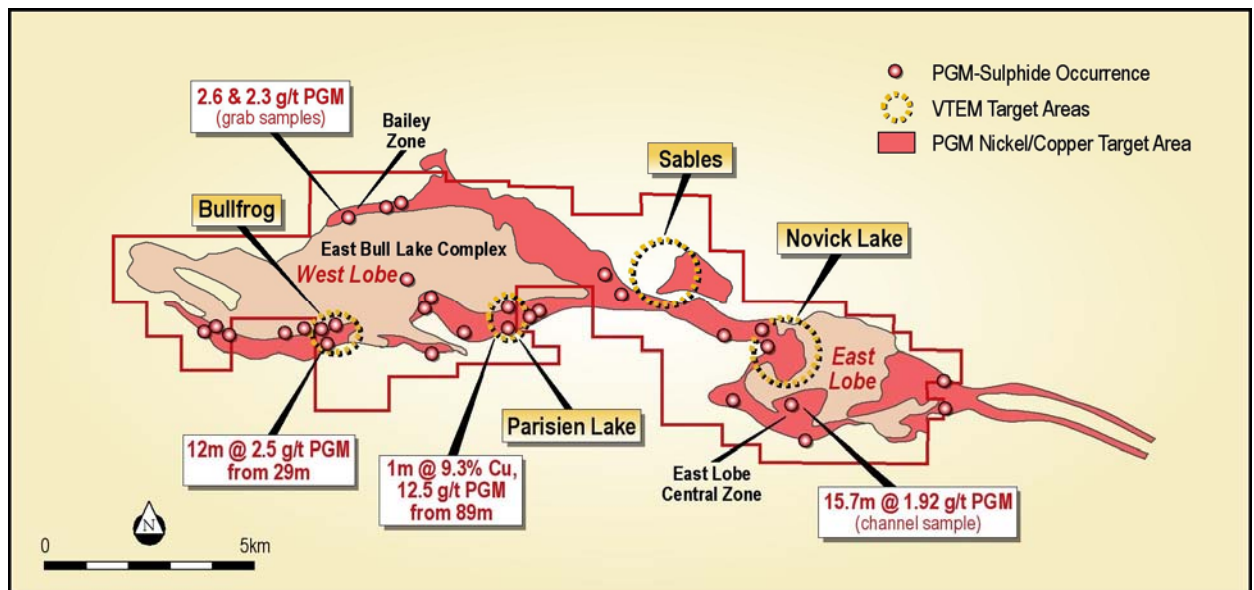 2.6 & 2.3 g/t PGM
(grab samples)
Bailey
Zone
PGM-Sulphide Occurrence
VTEM Target Areas
PGM Nickel/Copper Target Area
Sables
Bullfrog
Novick Lake
East Bull Lake Complex
West Lobe
East
Lobe
Parisien Lake
12m @ 2.5 g/t PGM
from 29m
1m @ 9.3% Cu,
12.5 g/t PGM
from 89m
East Lobe
Central Zone
15.7m @ 1.92 g/t PGM
(channel sample)
N
0 5km